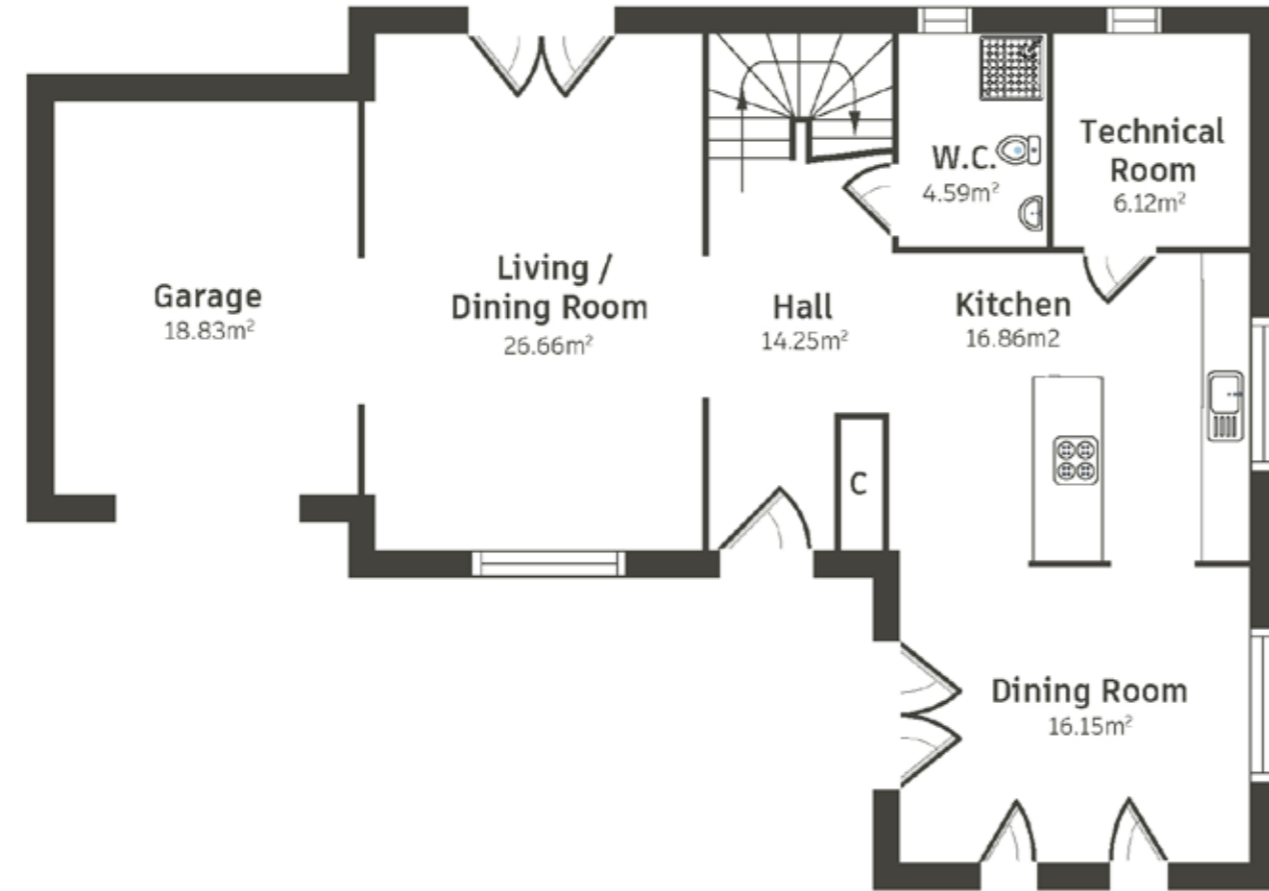 Garage
18.83m²
Living /
Dining Room
26.66m²
Hall
14.25m²
C
W.C.
4.59m²
Technical
Room
6.12m²
Kitchen
16.86m2
Dining Room
16.15m²